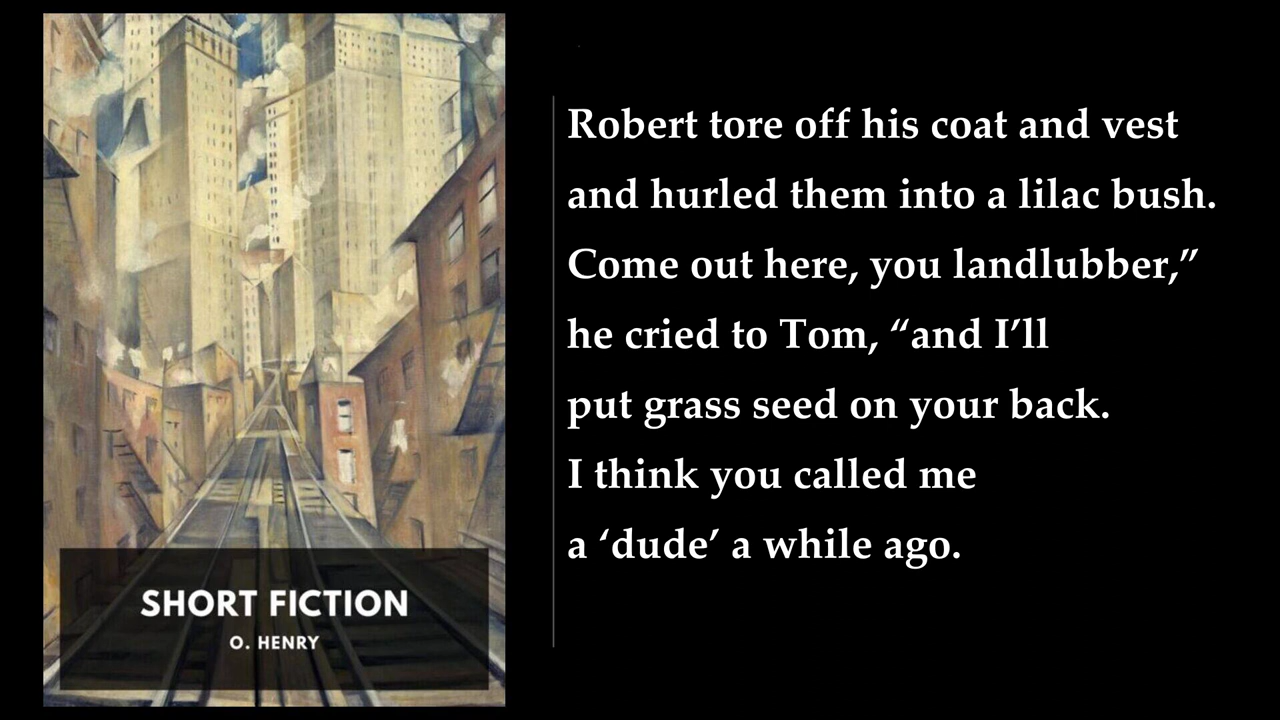 SHORT FICTION
O. HENRY
Robert tore off his coat and vest
and hurled them into a lilac bush.
Come out here, you landlubber,”
he cried to Tom, “and I’ll
put grass seed on your back.
I think you called me
a ‘dude’ a while ago.